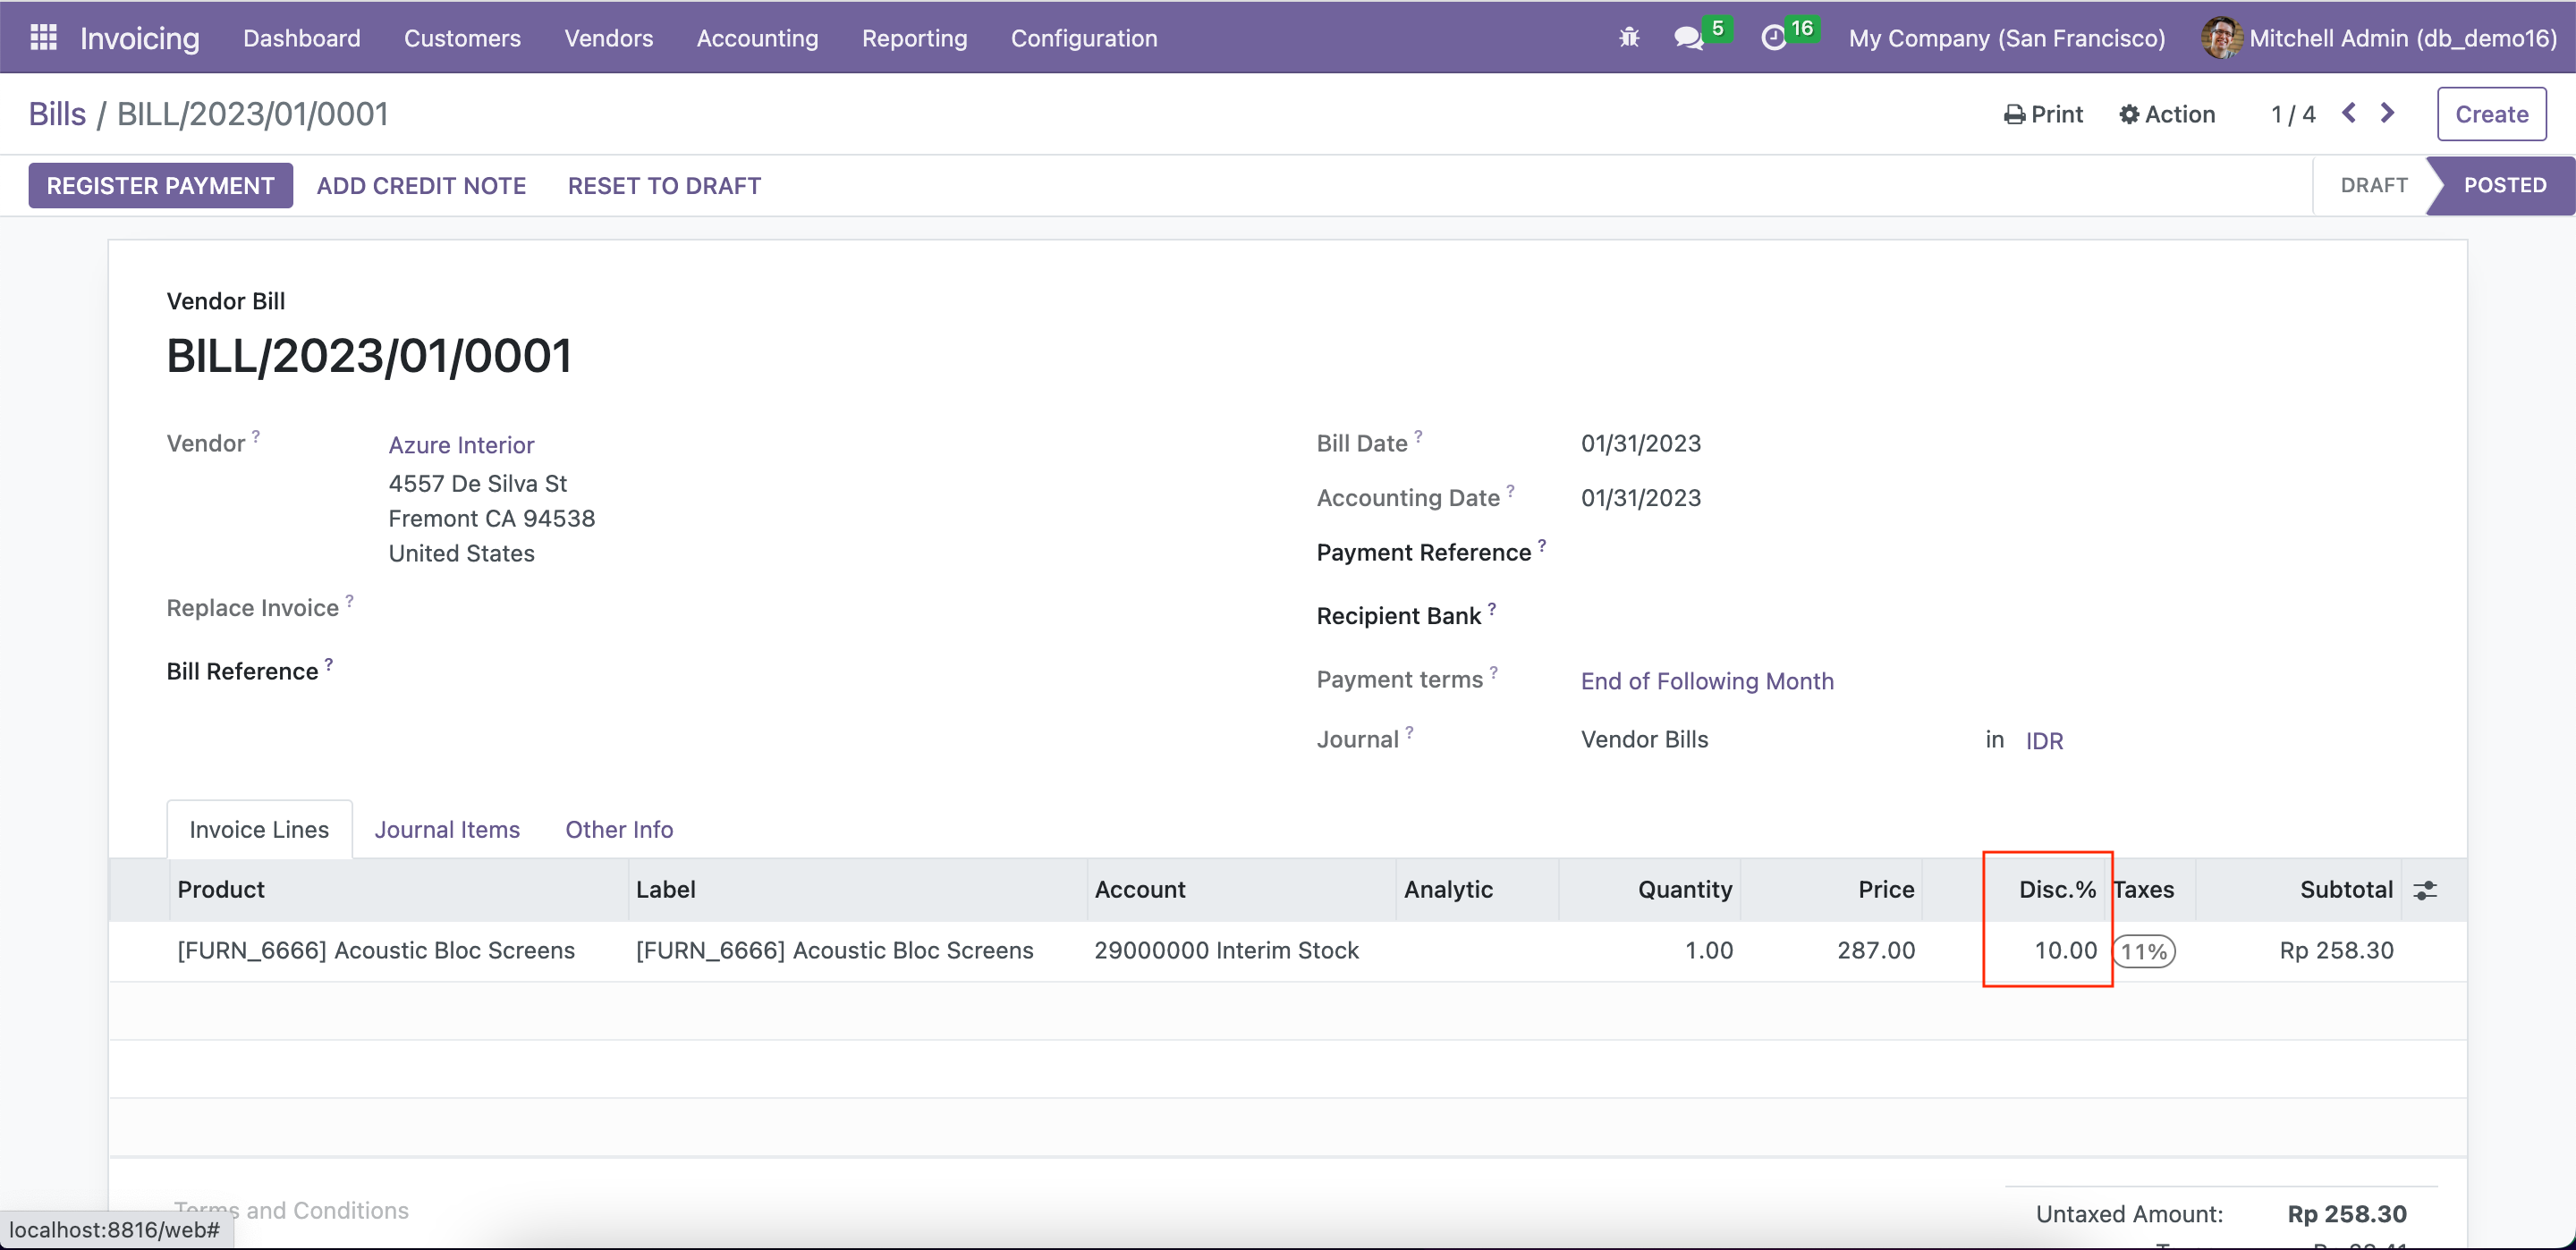 Invoicing Dashboard Customers Vendors Accounting Reporting Configuration 5 16 My Company (San Francisco) Mitchell Admin (db_demo16)
Bills / BILL/2023/01/0001 Print Action 1 / 4 Create
REGISTER PAYMENT ADD CREDIT NOTE RESET TO DRAFT DRAFT POSTED
Vendor Bill
BILL/2023/01/0001
Vendor ? Azure Interior Bill Date ? 01/31/2023
4557 De Silva St
Fremont CA 94538 Accounting Date ? 01/31/2023
United States Payment Reference ?
Replace Invoice ? Recipient Bank ?
Bill Reference ? Payment terms ? End of Following Month
Journal ? Vendor Bills in IDR
Invoice Lines Journal Items Other Info
Product Label Account Analytic Quantity Price Disc.% Taxes Subtotal
[FURN_6666] Acoustic Bloc Screens [FURN_6666] Acoustic Bloc Screens 29000000 Interim Stock 1.00 287.00 10.00 11% Rp 258.30
Terms and Conditions
Untaxed Amount: Rp 258.30
localhost:8816/web#